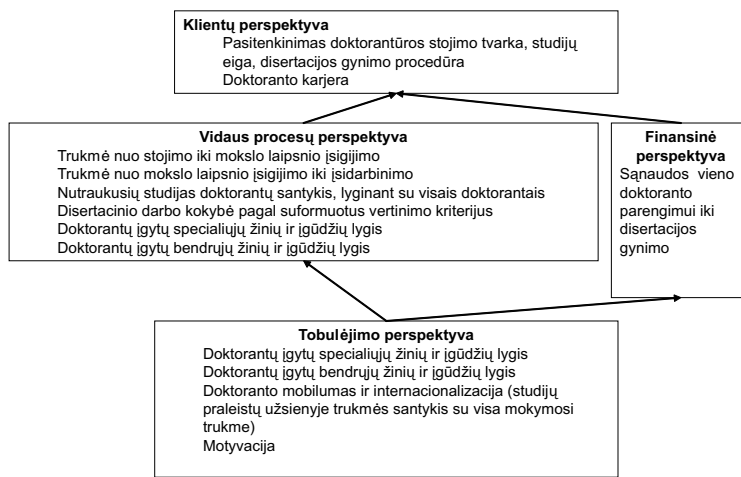 Klientų perspektyva
Pasitenkinimas doktorantūros stojimo tvarka, studijų
eiga, disertacijos gynimo procedūra
Doktoranto karjera
Vidaus procesų perspektyva
Trukmė nuo stojimo iki mokslo laipsnio įsigijimo
Trukmė nuo mokslo laipsnio įsigijimo iki įsidarbinimo
Nutraukusių studijas doktorantų santykis, lyginant su visais doktorantais
Disertacinio darbo kokybė pagal suformuotus vertinimo kriterijus
Doktorantų įgytų specialiųjų žinių ir įgūdžių lygis
Doktorantų įgytų bendrųjų žinių ir įgūdžių lygis
Finansinė
perspektyva
Sąnaudos vieno
doktoranto
parengimui iki
disertacijos
gynimo
Tobulėjimo perspektyva
Doktorantų įgytų specialiųjų žinių ir įgūdžių lygis
Doktorantų įgytų bendrųjų žinių ir įgūdžių lygis
Doktoranto mobilumas ir internacionalizacija (studijų
praleistų užsienyje trukmės santykis su visa mokymosi
trukme)
Motyvacija